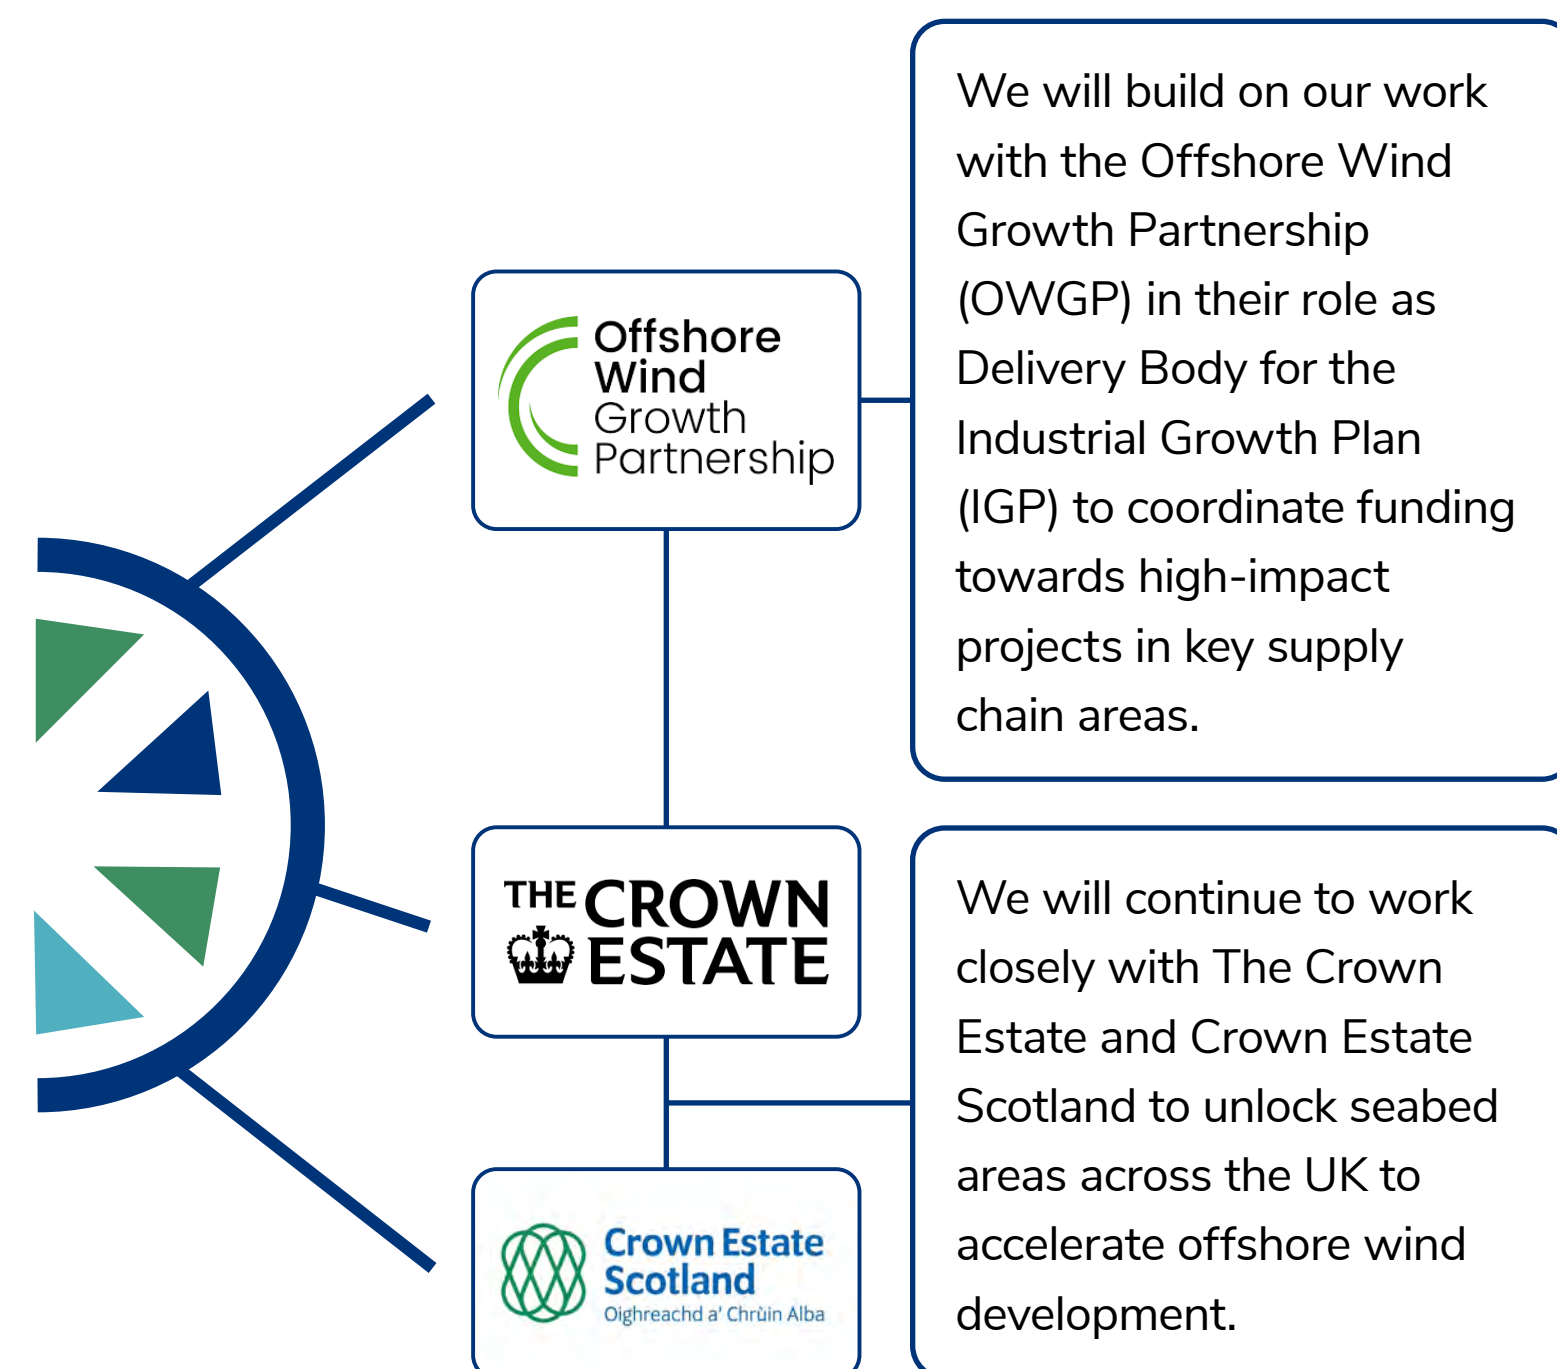 We will build on our work
with the Offshore Wind
Growth Partnership
(OWGP) in their role as
Delivery Body for the
Industrial Growth Plan
(IGP) to coordinate funding
towards high-impact
projects in key supply
chain areas.
Offshore
Wind
Growth
Partnership
THE CROWN
ESTATE
We will continue to work
closely with The Crown
Estate and Crown Estate
Scotland to unlock seabed
areas across the UK to
accelerate offshore wind
development.
Crown Estate
Scotland
Oighreachd a' Chrùin Alba